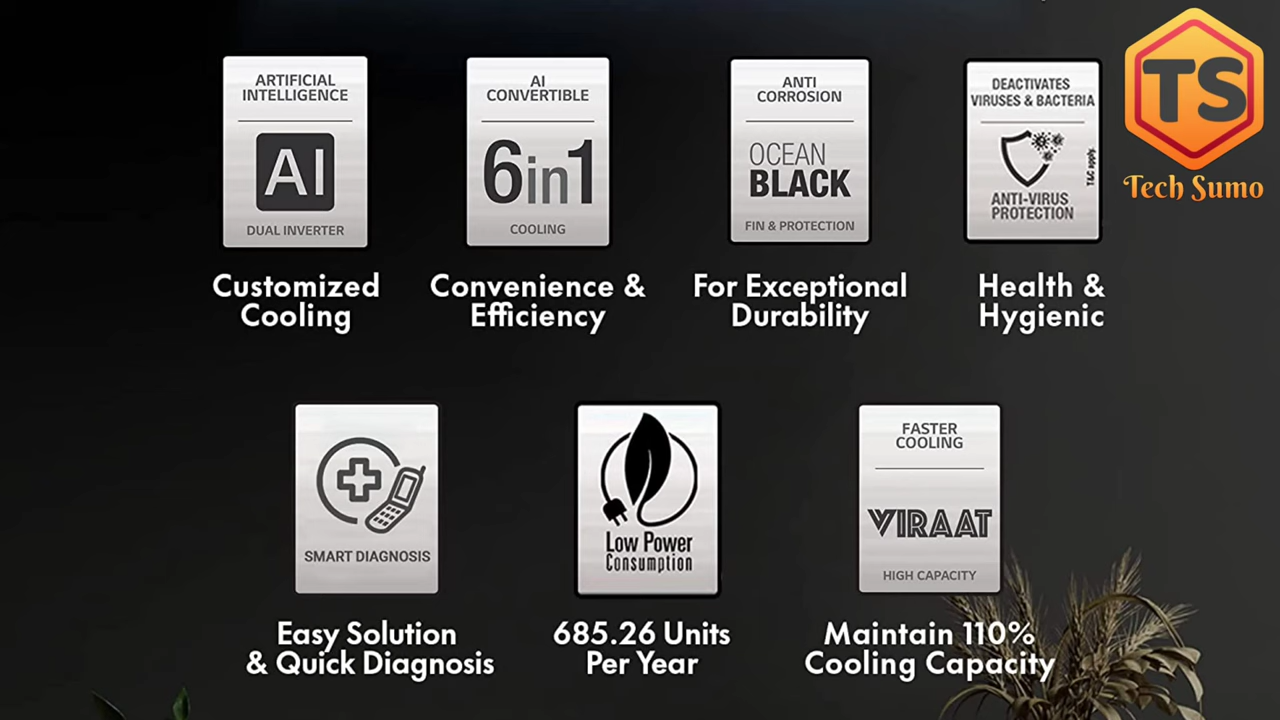 ARTIFICIAL
INTELLIGENCE
AI
DUAL INVERTER
Customized
Cooling
AI
CONVERTIBLE
6in1
COOLING
Convenience &
Efficiency
ANTI
CORROSION
OCEAN
BLACK
FIN & PROTECTION
For Exceptional
Durability
DEACTIVATES
VIRUSES & BACTERIA
T&C apply.
ANTI-VIRUS
PROTECTION
Health &
Hygienic
TS
Tech Sumo
SMART DIAGNOSIS
Easy Solution
& Quick Diagnosis
Low Power
Consumption
685.26 Units
Per Year
FASTER
COOLING
VIRAAT
HIGH CAPACITY
Maintain 110%
Cooling Capacity